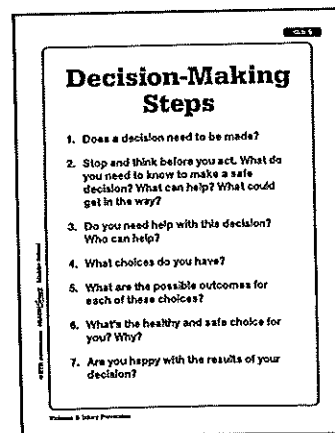 Decision-Making
Steps
1. Does a decision need to be made?
2. Stop and think before you act. What do
you need to know to make a safe
decision? What can help? What could
get in the way?
3. Do you need help with this decision?
Who can help?
4. What choices do you have?
5. What are the possible outcomes for
each of these choices?
6. What's the healthy and safe choice for
you? Why?
7. Are you happy with the results of your
decision?
Violence & Injury Prevention